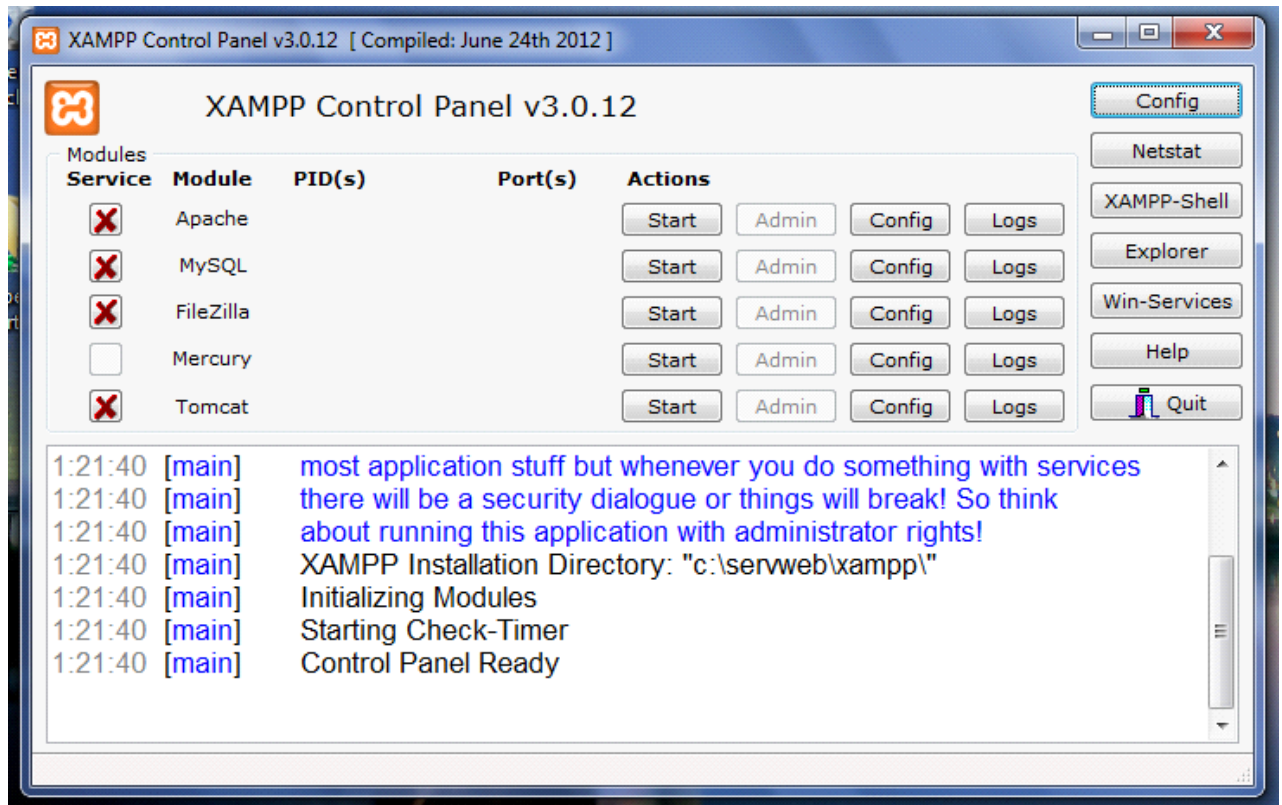 XAMPP Control Panel v3.0.12 [ Compiled: June 24th 2012 ]
XAMPP Control Panel v3.0.12
Config
Netstat
XAMPP-Shell
Explorer
Win-Services
Help
Quit
Modules
Service Module PID(s) Port(s) Actions
Apache Start Admin Config Logs
MySQL Start Admin Config Logs
FileZilla Start Admin Config Logs
Mercury Start Admin Config Logs
Tomcat Start Admin Config Logs
1:21:40 [main] most application stuff but whenever you do something with services
1:21:40 [main] there will be a security dialogue or things will break! So think
1:21:40 [main] about running this application with administrator rights!
1:21:40 [main] XAMPP Installation Directory: "c:\servweb\xampp\"
1:21:40 [main] Initializing Modules
1:21:40 [main] Starting Check-Timer
1:21:40 [main] Control Panel Ready